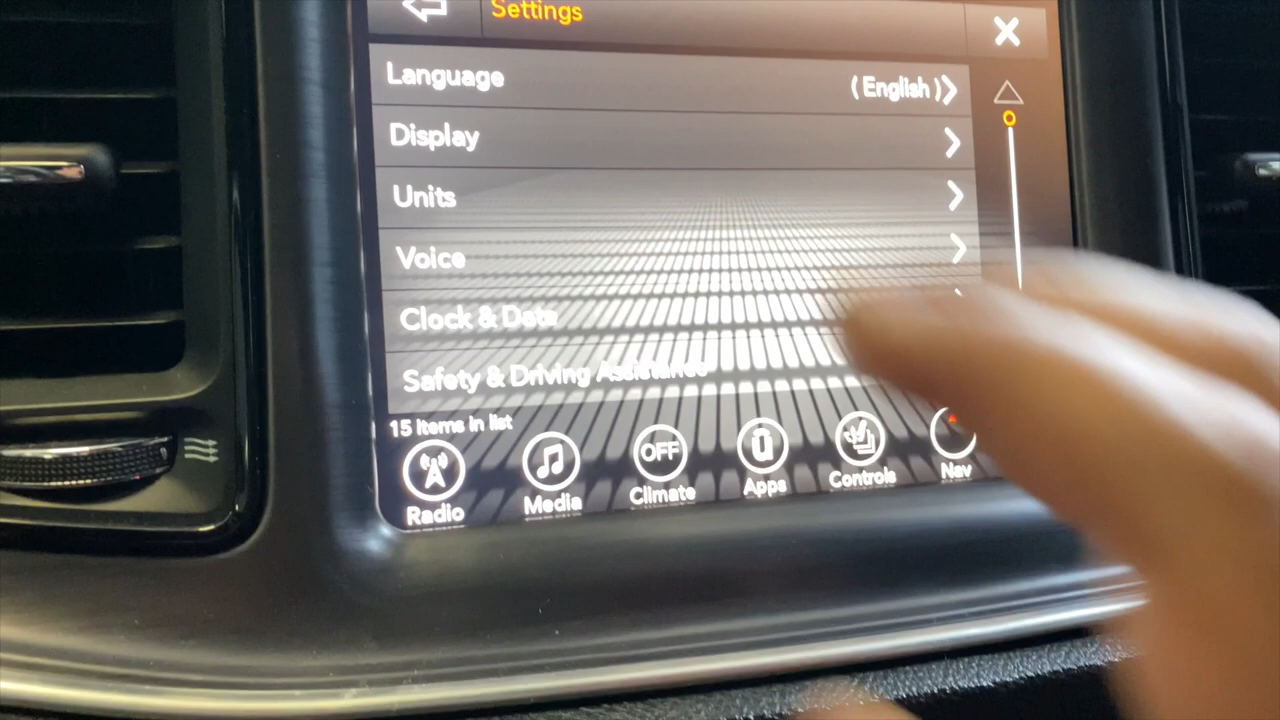 Settings
Language (English)
Display
Units
Voice
Clock & Date
Safety & Driving Assistance
15 items in list
Radio Media OFF Climate Apps Controls Nav